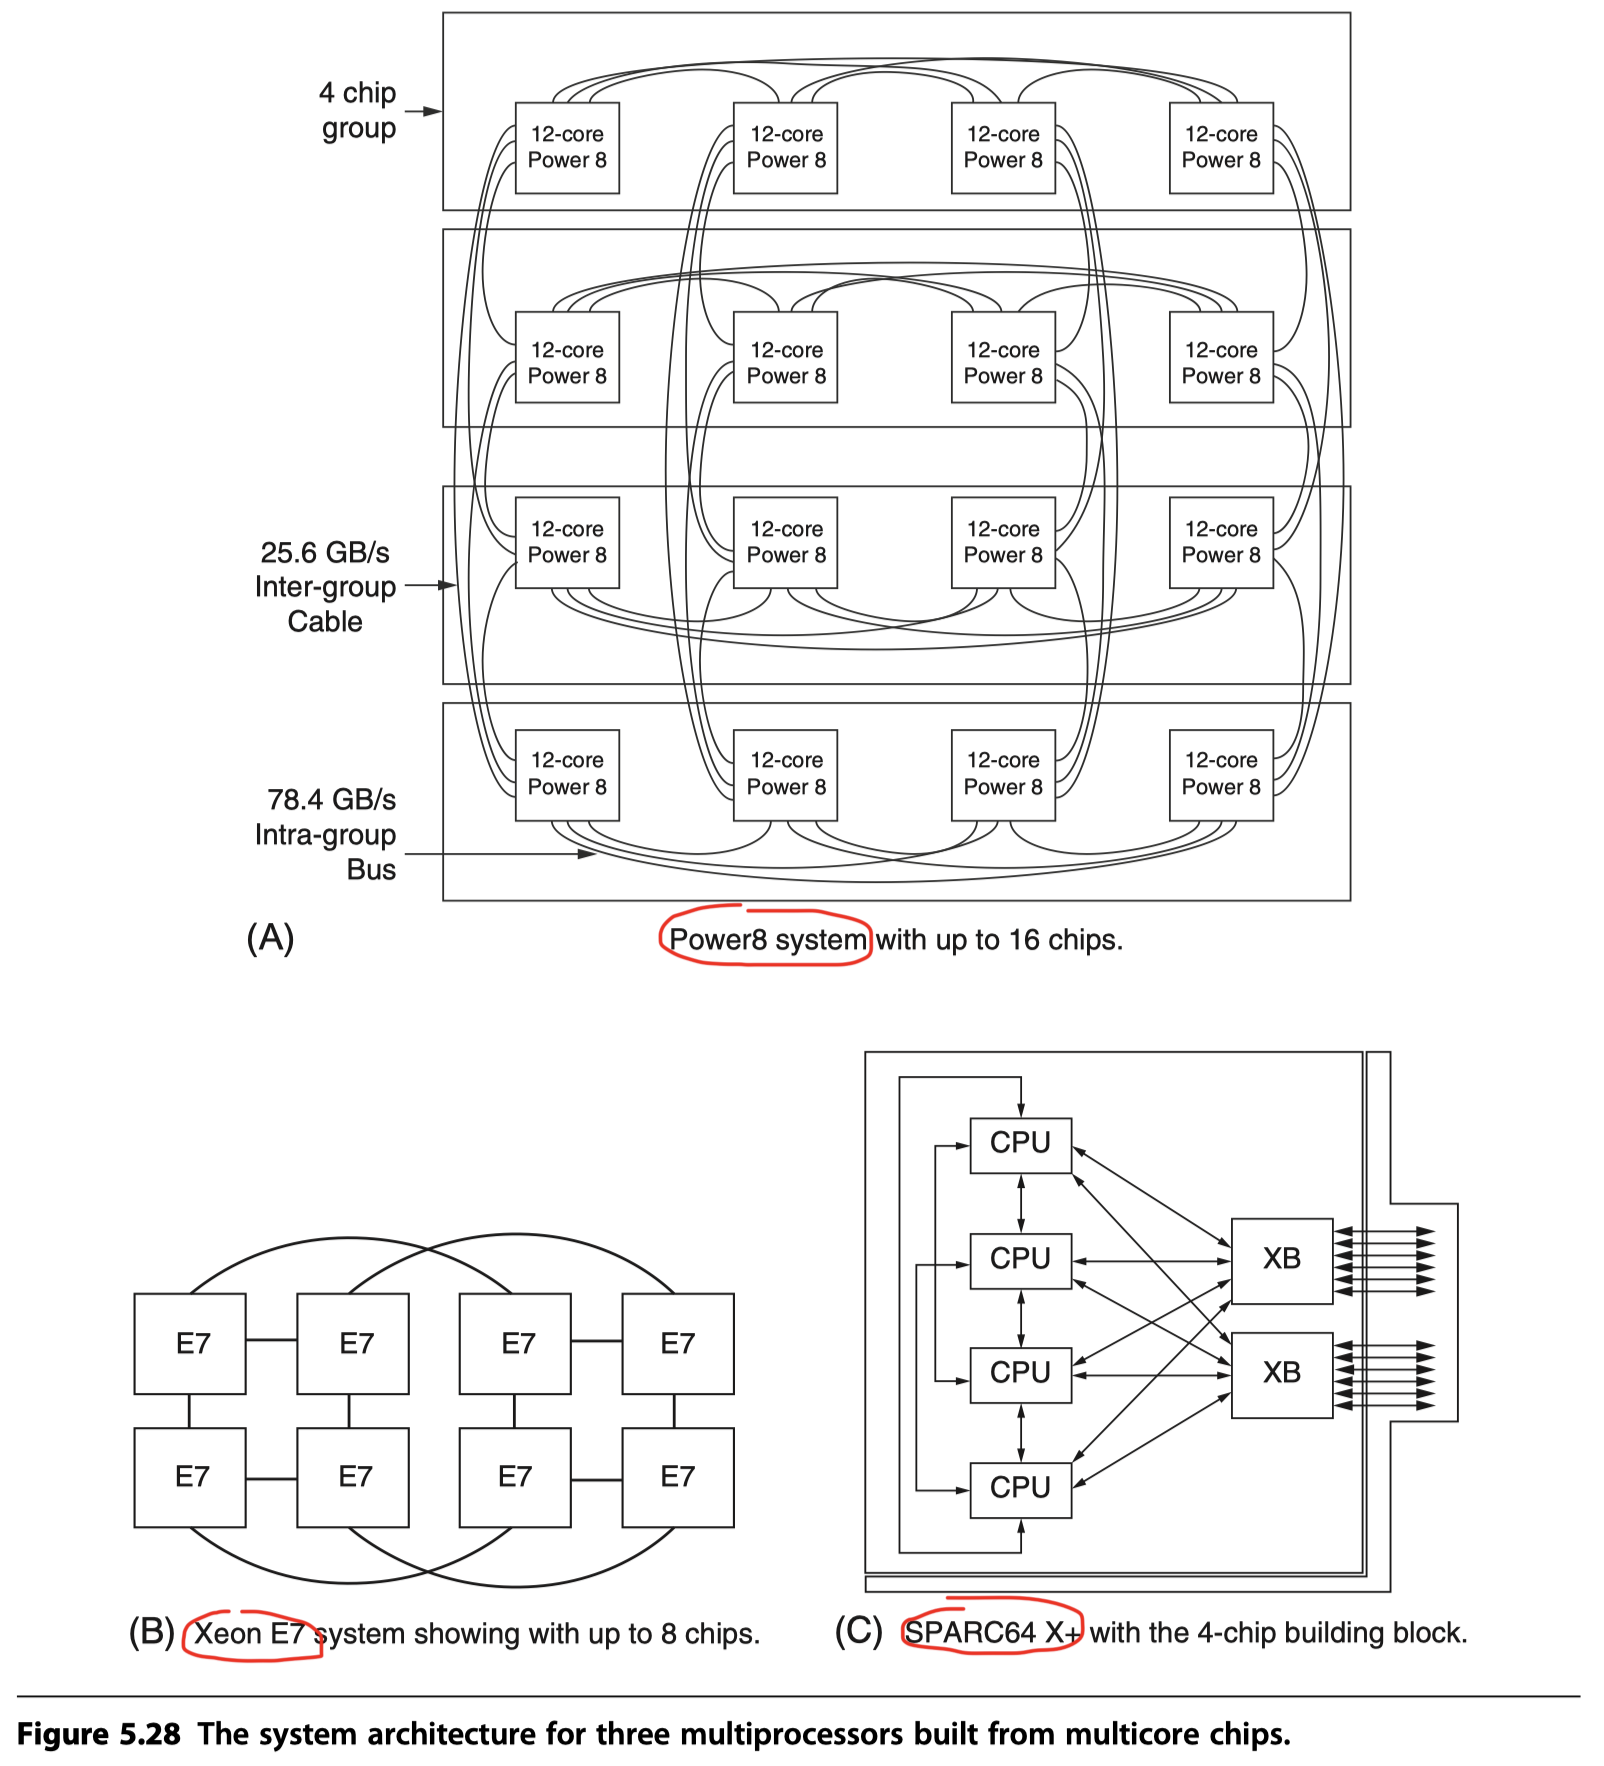 4 chip
group
12-core
Power 8
12-core
Power 8
12-core
Power 8
12-core
Power 8
12-core
Power 8
12-core
Power 8
12-core
Power 8
12-core
Power 8
25.6 GB/s
Inter-group
Cable
12-core
Power 8
12-core
Power 8
12-core
Power 8
12-core
Power 8
78.4 GB/s
Intra-group
Bus
12-core
Power 8
12-core
Power 8
12-core
Power 8
12-core
Power 8
(A) Power8 system with up to 16 chips.
E7 E7 E7 E7
E7 E7 E7 E7
(B) Xeon E7 system showing with up to 8 chips.
CPU
CPU
XB
CPU
XB
CPU
(C) SPARC64 X+ with the 4-chip building block.
Figure 5.28 The system architecture for three multiprocessors built from multicore chips.